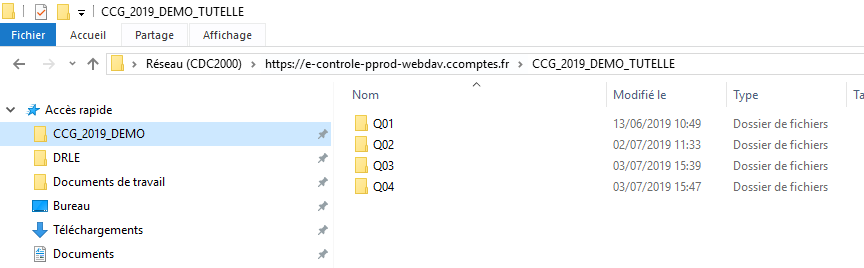 CCG_2019_DEMO_TUTELLE
Fichier Accueil Partage Affichage
Réseau (CDC2000) https://e-controle-pprod-webdav.ccomptes.fr CCG_2019_DEMO_TUTELLE
Nom Modifié le Type Ta
Accès rapide
CCG_2019_DEMO
DRLE
Documents de travail
Bureau
Téléchargements
Documents
Q01 13/06/2019 10:49 Dossier de fichiers
Q02 02/07/2019 11:33 Dossier de fichiers
Q03 03/07/2019 15:39 Dossier de fichiers
Q04 03/07/2019 15:47 Dossier de fichiers